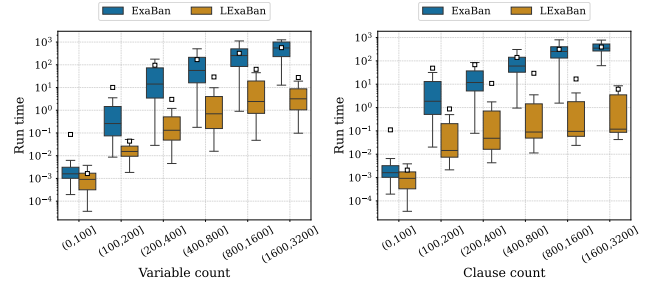 ExaBan LExaBan
10³
10²
10¹
10⁰
10⁻¹
10⁻²
10⁻³
10⁻⁴
Run time
(0,100] (100,200] (200,400] (400,800] (800,1600] (1600,3200]
Variable count
ExaBan LExaBan
10³
10²
10¹
10⁰
10⁻¹
10⁻²
10⁻³
10⁻⁴
Run time
(0,100] (100,200] (200,400] (400,800] (800,1600] (1600,3200]
Clause count